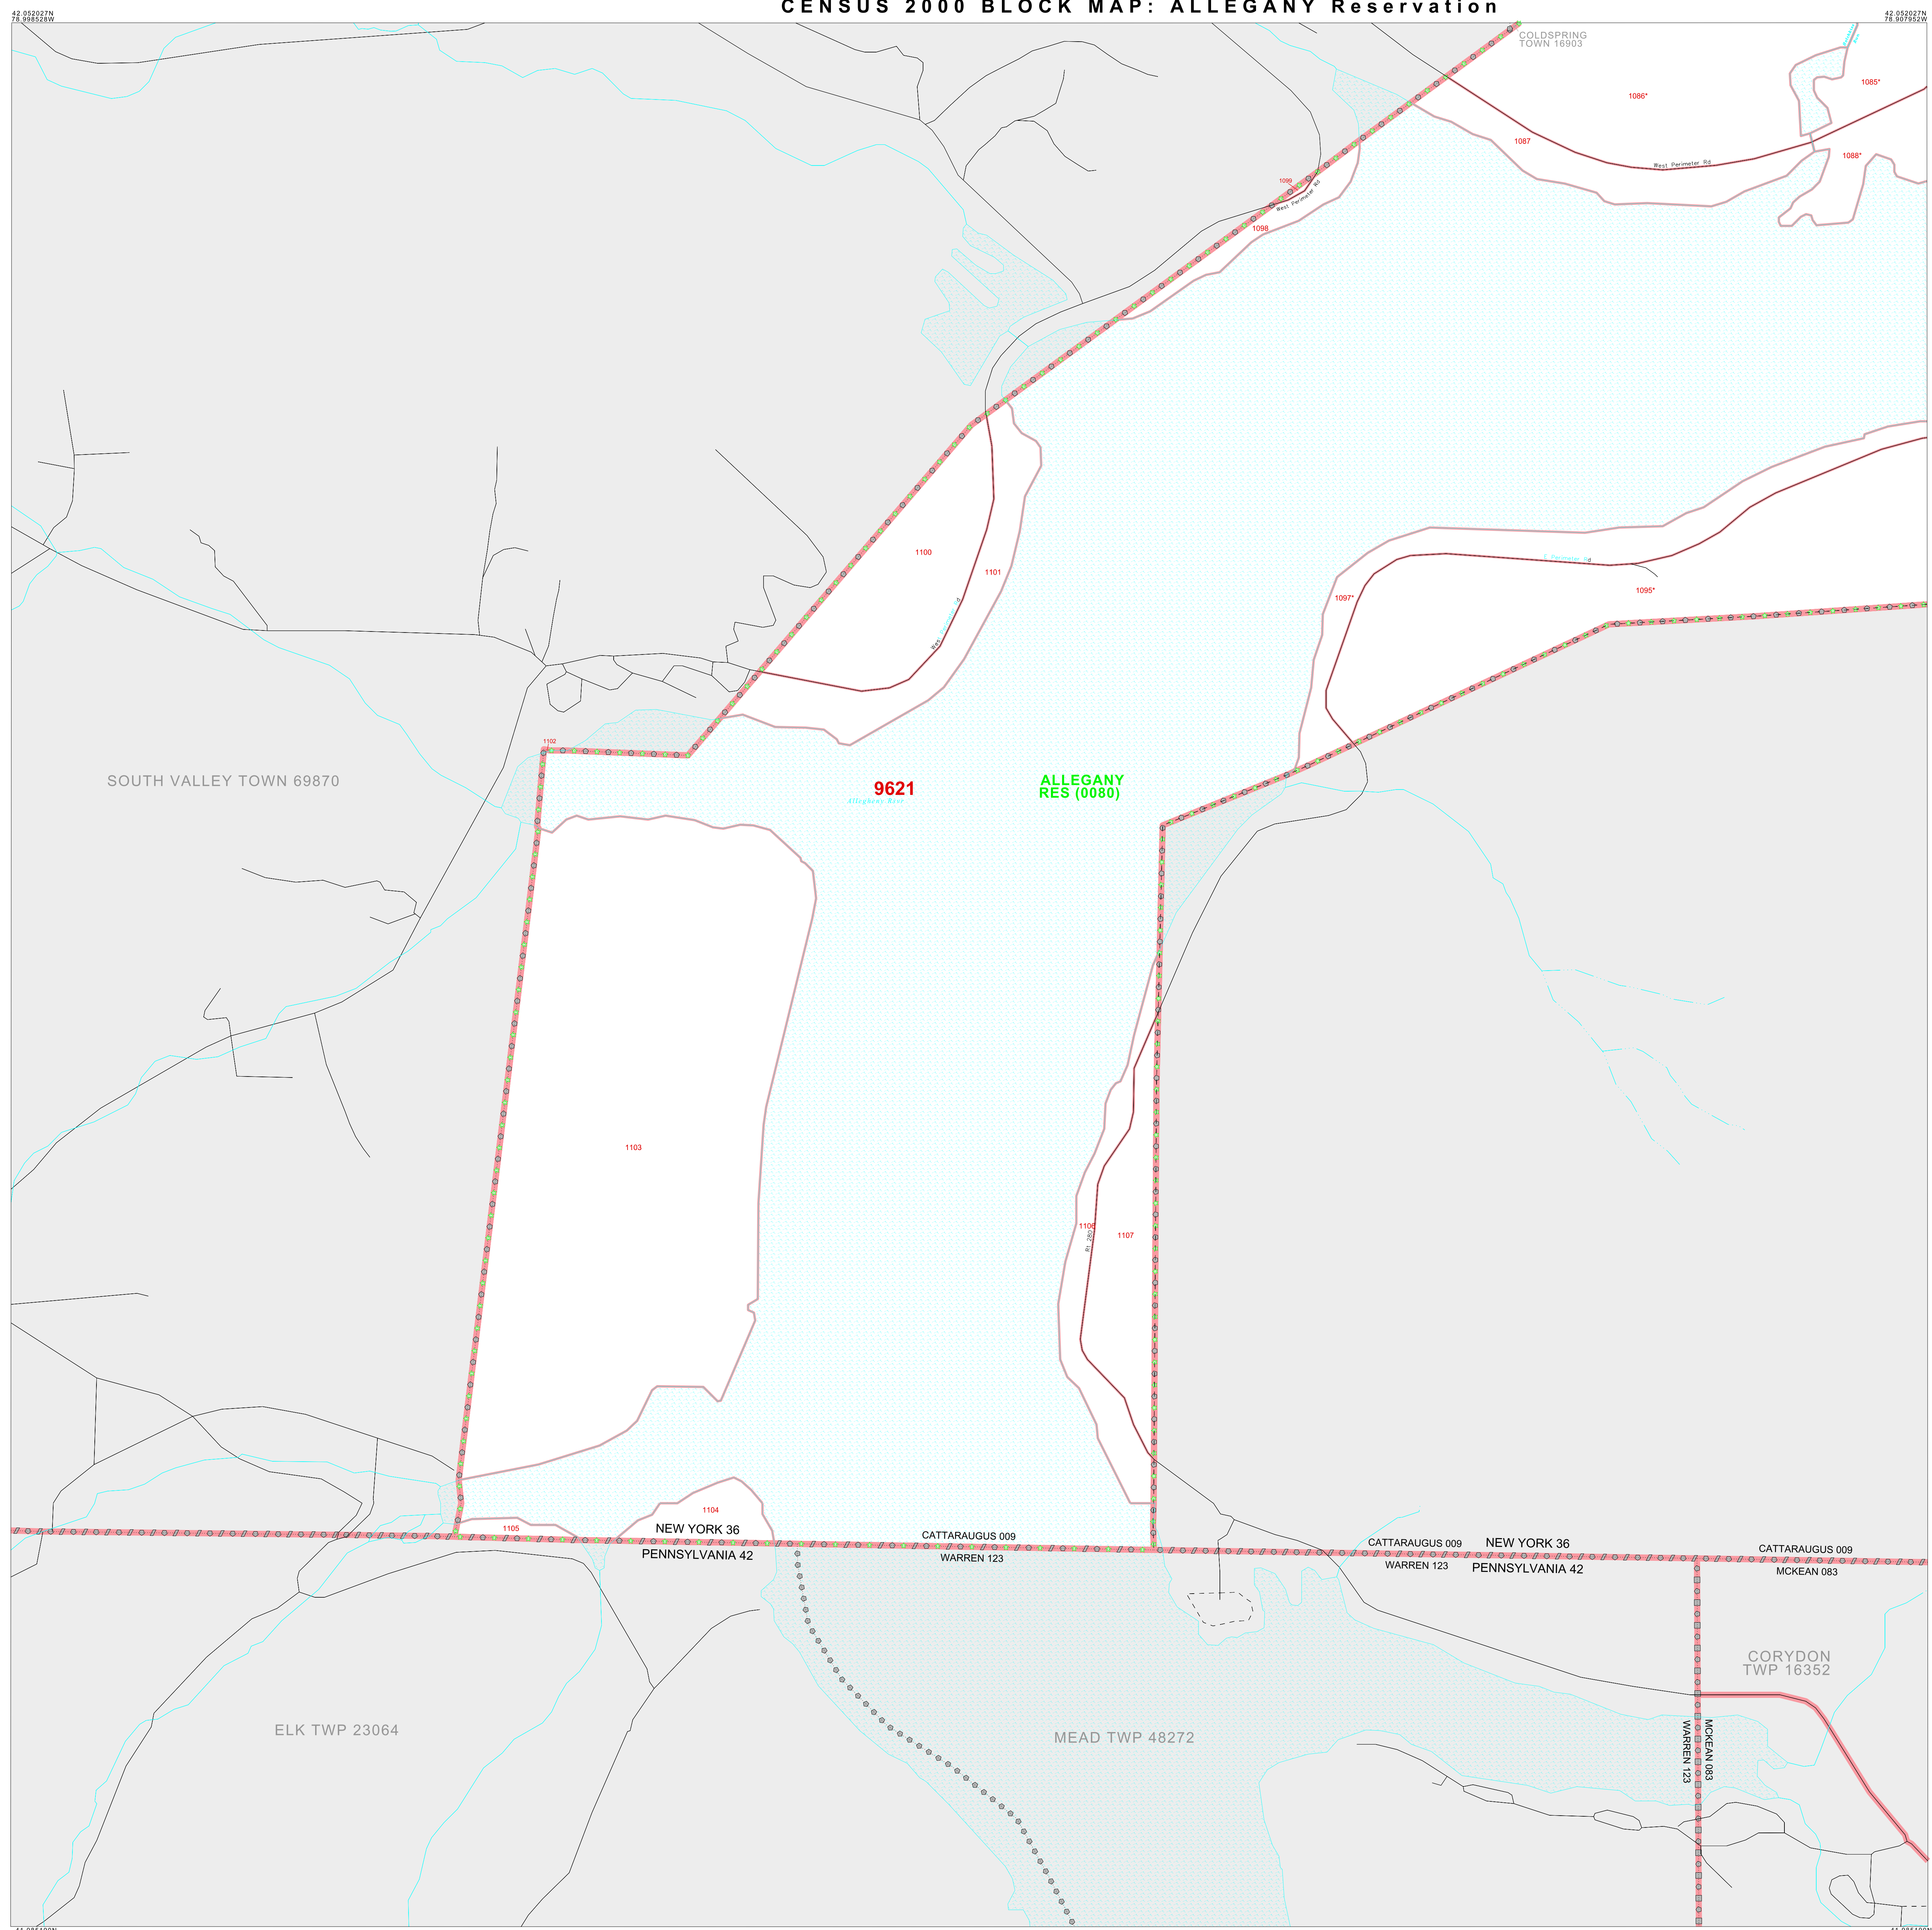 CENSUS 2000 BLOCK MAP: ALLEGANY Reservation
42.052027N
78.998528W
42.052027N
78.907952W
COLDSPRING
TOWN 16903
1085*
1086*
1087
1088*
West Perimeter Rd
1099
West Perimeter Rd
1098
1100
1101
E Perimeter Rd
1097*
1095*
1102
SOUTH VALLEY TOWN 69870
9621
ALLEGANY
RES (0080)
1103
1106
1107
Rt 280
1104
1105
NEW YORK 36
PENNSYLVANIA 42
CATTARAUGUS 009
WARREN 123
CATTARAUGUS 009
WARREN 123
NEW YORK 36
PENNSYLVANIA 42
CATTARAUGUS 009
MCKEAN 083
CORYDON
TWP 16352
ELK TWP 23064
MEAD TWP 48272
MCKEAN 083
WARREN 123